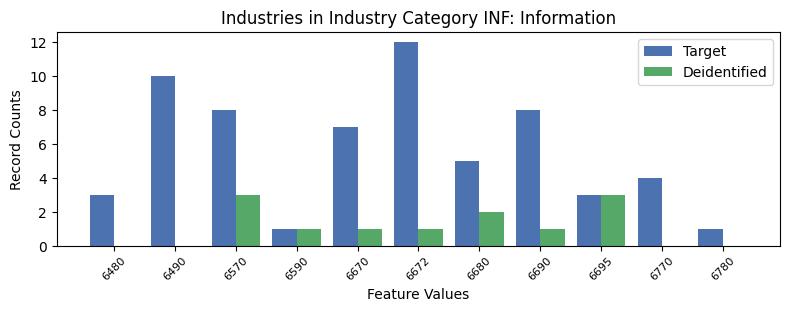 Industries in Industry Category INF: Information
Target
Deidentified
Record Counts
12
10
8
6
4
2
0
6480 6490 6570 6590 6670 6672 6680 6690 6695 6770 6780
Feature Values